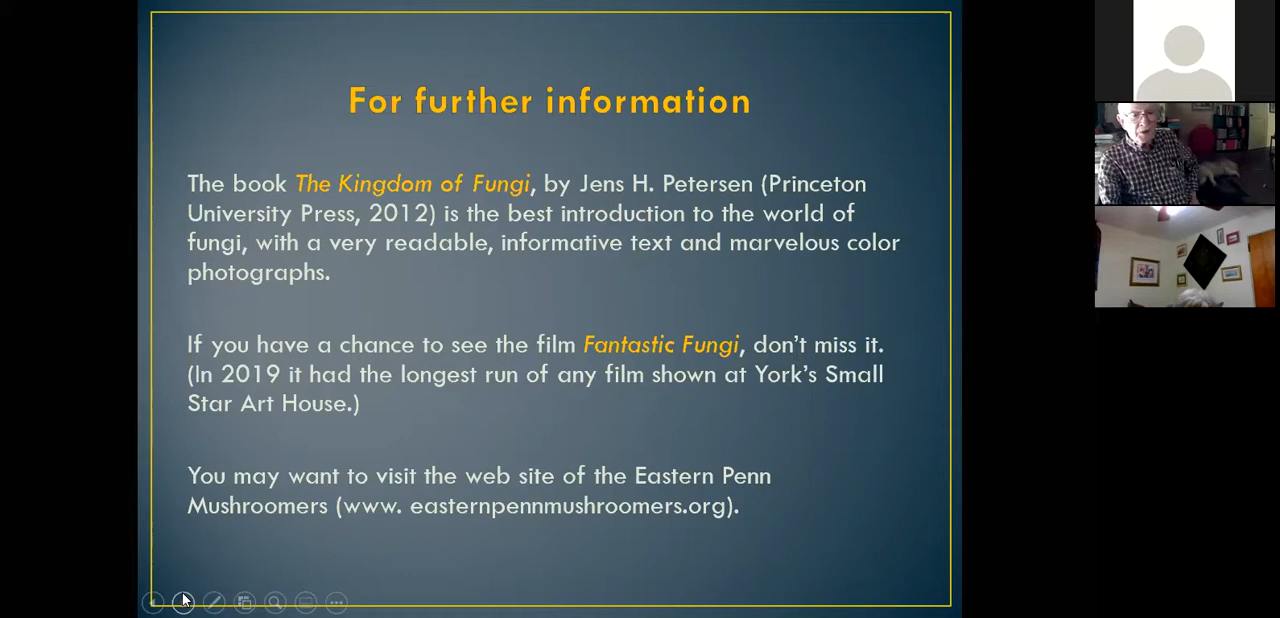 For further information
The book The Kingdom of Fungi, by Jens H. Petersen (Princeton
University Press, 2012) is the best introduction to the world of
fungi, with a very readable, informative text and marvelous color
photographs.
If you have a chance to see the film Fantastic Fungi, don't miss it.
(In 2019 it had the longest run of any film shown at York's Small
Star Art House.)
You may want to visit the web site of the Eastern Penn
Mushroomers (www. easternpennmushroomers.org).